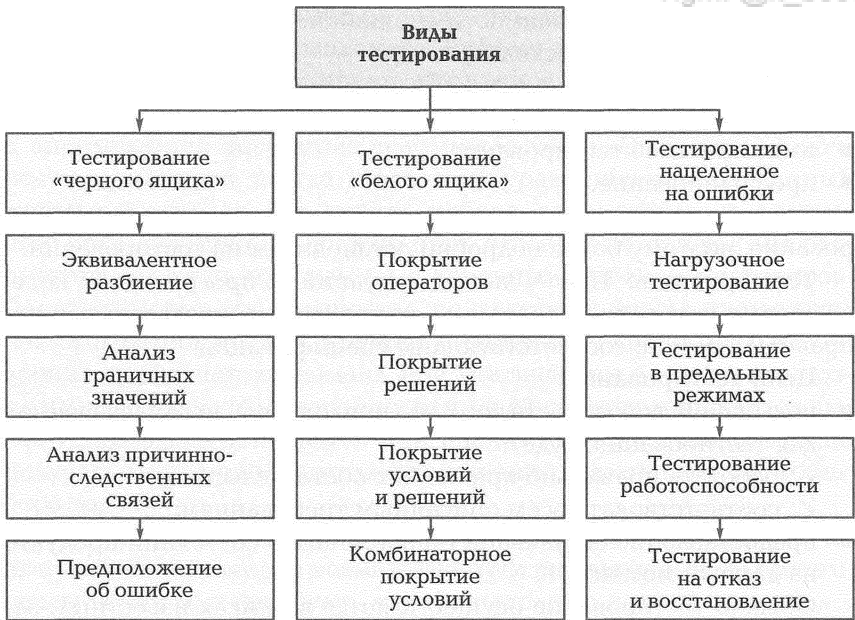 Виды
тестирования
Тестирование
“черного ящика”
Эквивалентное
разбиение
Анализ
граничных
значений
Анализ причинно-
следственных
связей
Предположение
об ошибке
Тестирование
“белого ящика”
Покрытие
операторов
Покрытие
решений
Покрытие
условий
и решений
Комбинаторное
покрытие
условий
Тестирование,
нацеленное
на ошибки
Нагрузочное
тестирование
Тестирование
в предельных
режимах
Тестирование
работоспособности
Тестирование
на отказ
и восстановление